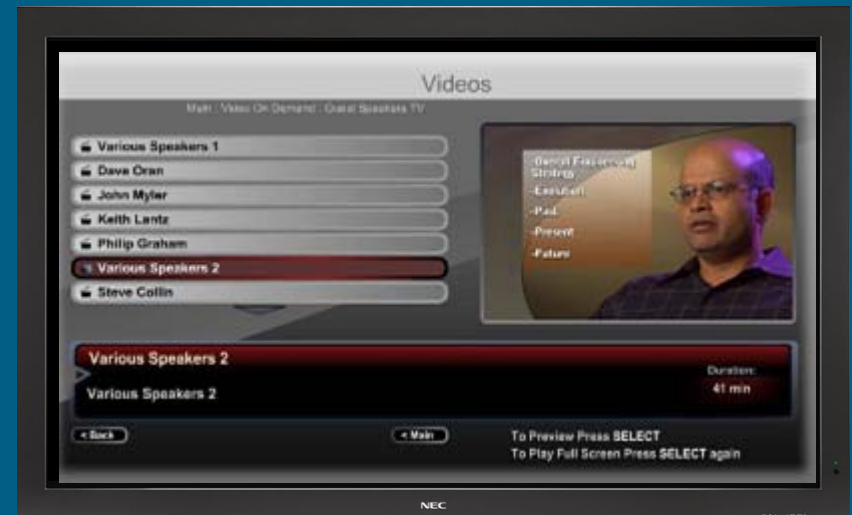 Videos
Main : Video On Demand : Guest Speakers TV
Various Speakers 1
Dave Oran
John Myler
Keith Lantz
Philip Graham
Various Speakers 2
Steve Collin
-Overall
Strategy
-Execution
-Past
-Present
-Future
Various Speakers 2
Various Speakers 2
Duration:
41 min
< Back
< Main
To Preview Press SELECT
To Play Full Screen Press SELECT again
NEC